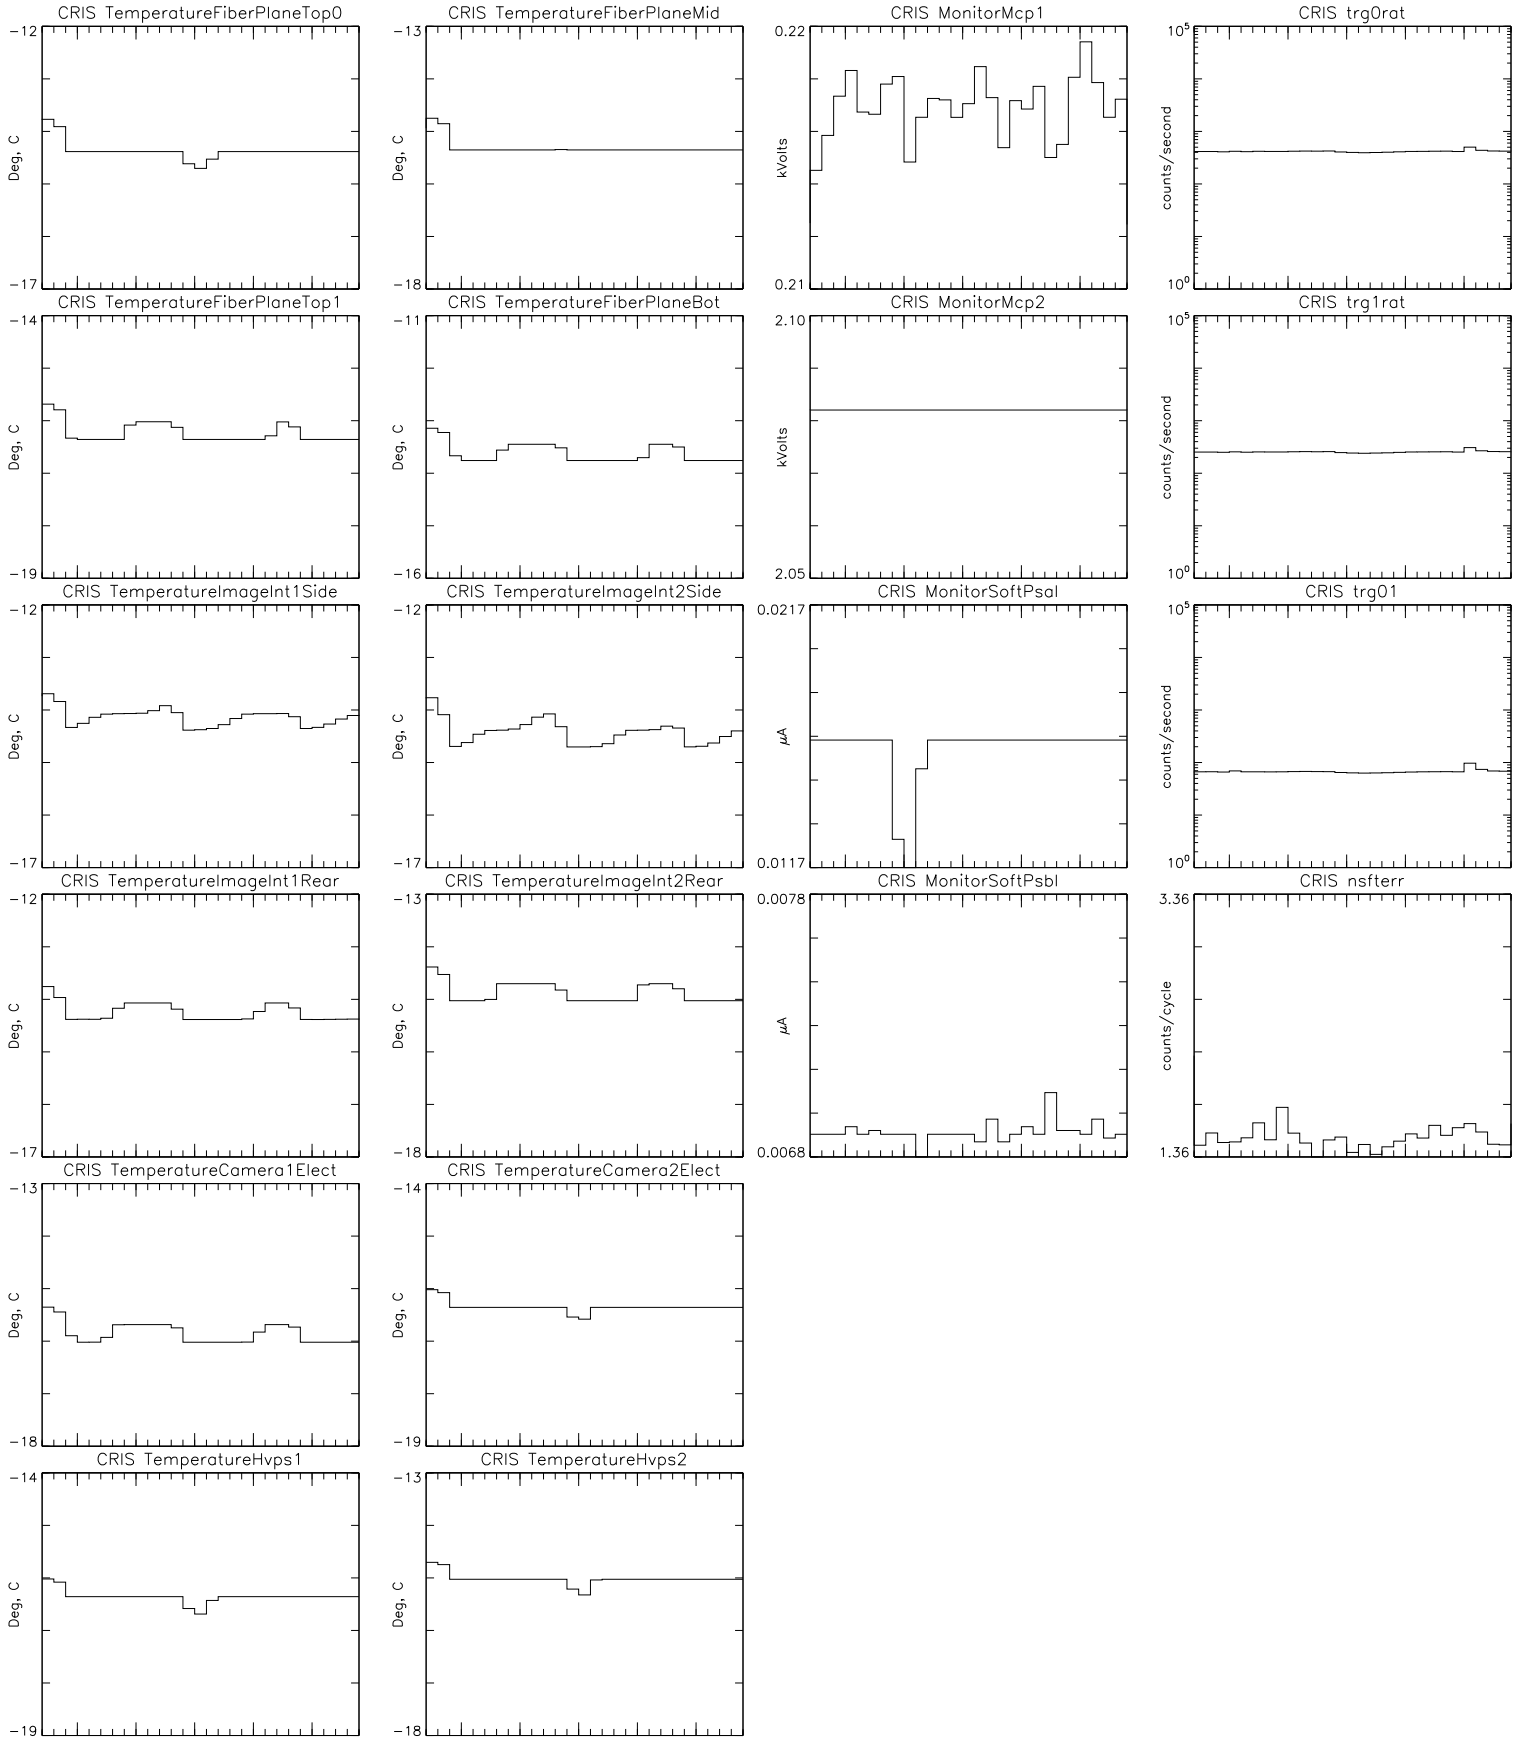 CRIS TemperatureFiberPlaneTop0
-12
Deg, C
-17
CRIS TemperatureFiberPlaneMid
-13
Deg, C
-18
CRIS MonitorMcp1
0.22
kVolts
0.21
CRIS trg0rat
10^5
counts/second
10^0
CRIS TemperatureFiberPlaneTop1
-14
Deg, C
-19
CRIS TemperatureFiberPlaneBot
-11
Deg, C
-16
CRIS MonitorMcp2
2.10
kVolts
2.05
CRIS trg1rat
10^5
counts/second
10^0
CRIS TemperatureImageInt1Side
-12
Deg, C
-17
CRIS TemperatureImageInt2Side
-12
Deg, C
-17
CRIS MonitorSoftPsaI
0.0217
μA
0.0117
CRIS trg01
10^5
counts/second
10^0
CRIS TemperatureImageInt1Rear
-12
Deg, C
-17
CRIS TemperatureImageInt2Rear
-13
Deg, C
-18
CRIS MonitorSoftPsbI
0.0078
μA
0.0068
CRIS nsfterr
3.36
counts/cycle
1.36
CRIS TemperatureCamera1Elect
-13
Deg, C
-18
CRIS TemperatureCamera2Elect
-14
Deg, C
-19
CRIS TemperatureHvps1
-14
Deg, C
-19
CRIS TemperatureHvps2
-13
Deg, C
-18